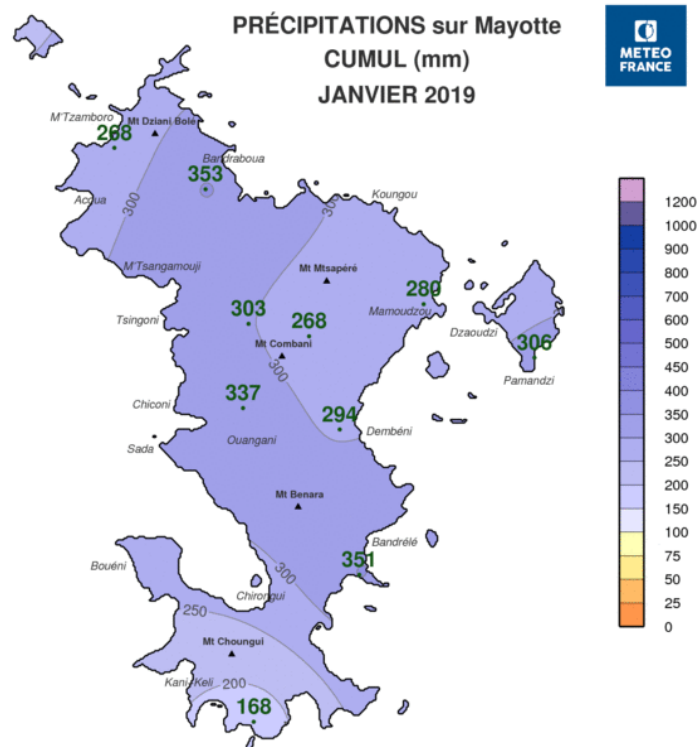 PRÉCIPITATIONS sur Mayotte
CUMUL (mm)
JANVIER 2019
METEO
FRANCE
M'Tzamboro
Mt Dziani Bolé
268
Bandraboua
353
Acoua
300
Koungou
300
M'Tsangamouji
Mt Mtsapéré
280
Mamoudzou
Tsingoni
303
268
Dzaoudzi
306
Mt Combani
300
Pamandzi
337
Chiconi
294
Dembéni
Ouangani
Sada
Mt Benara
Bandrélé
351
Bouéni
300
Chirongui
250
Mt Choungui
Kani-Kéli
200
168
1200
1000
900
800
700
600
500
450
400
350
300
250
200
150
100
75
50
25
0